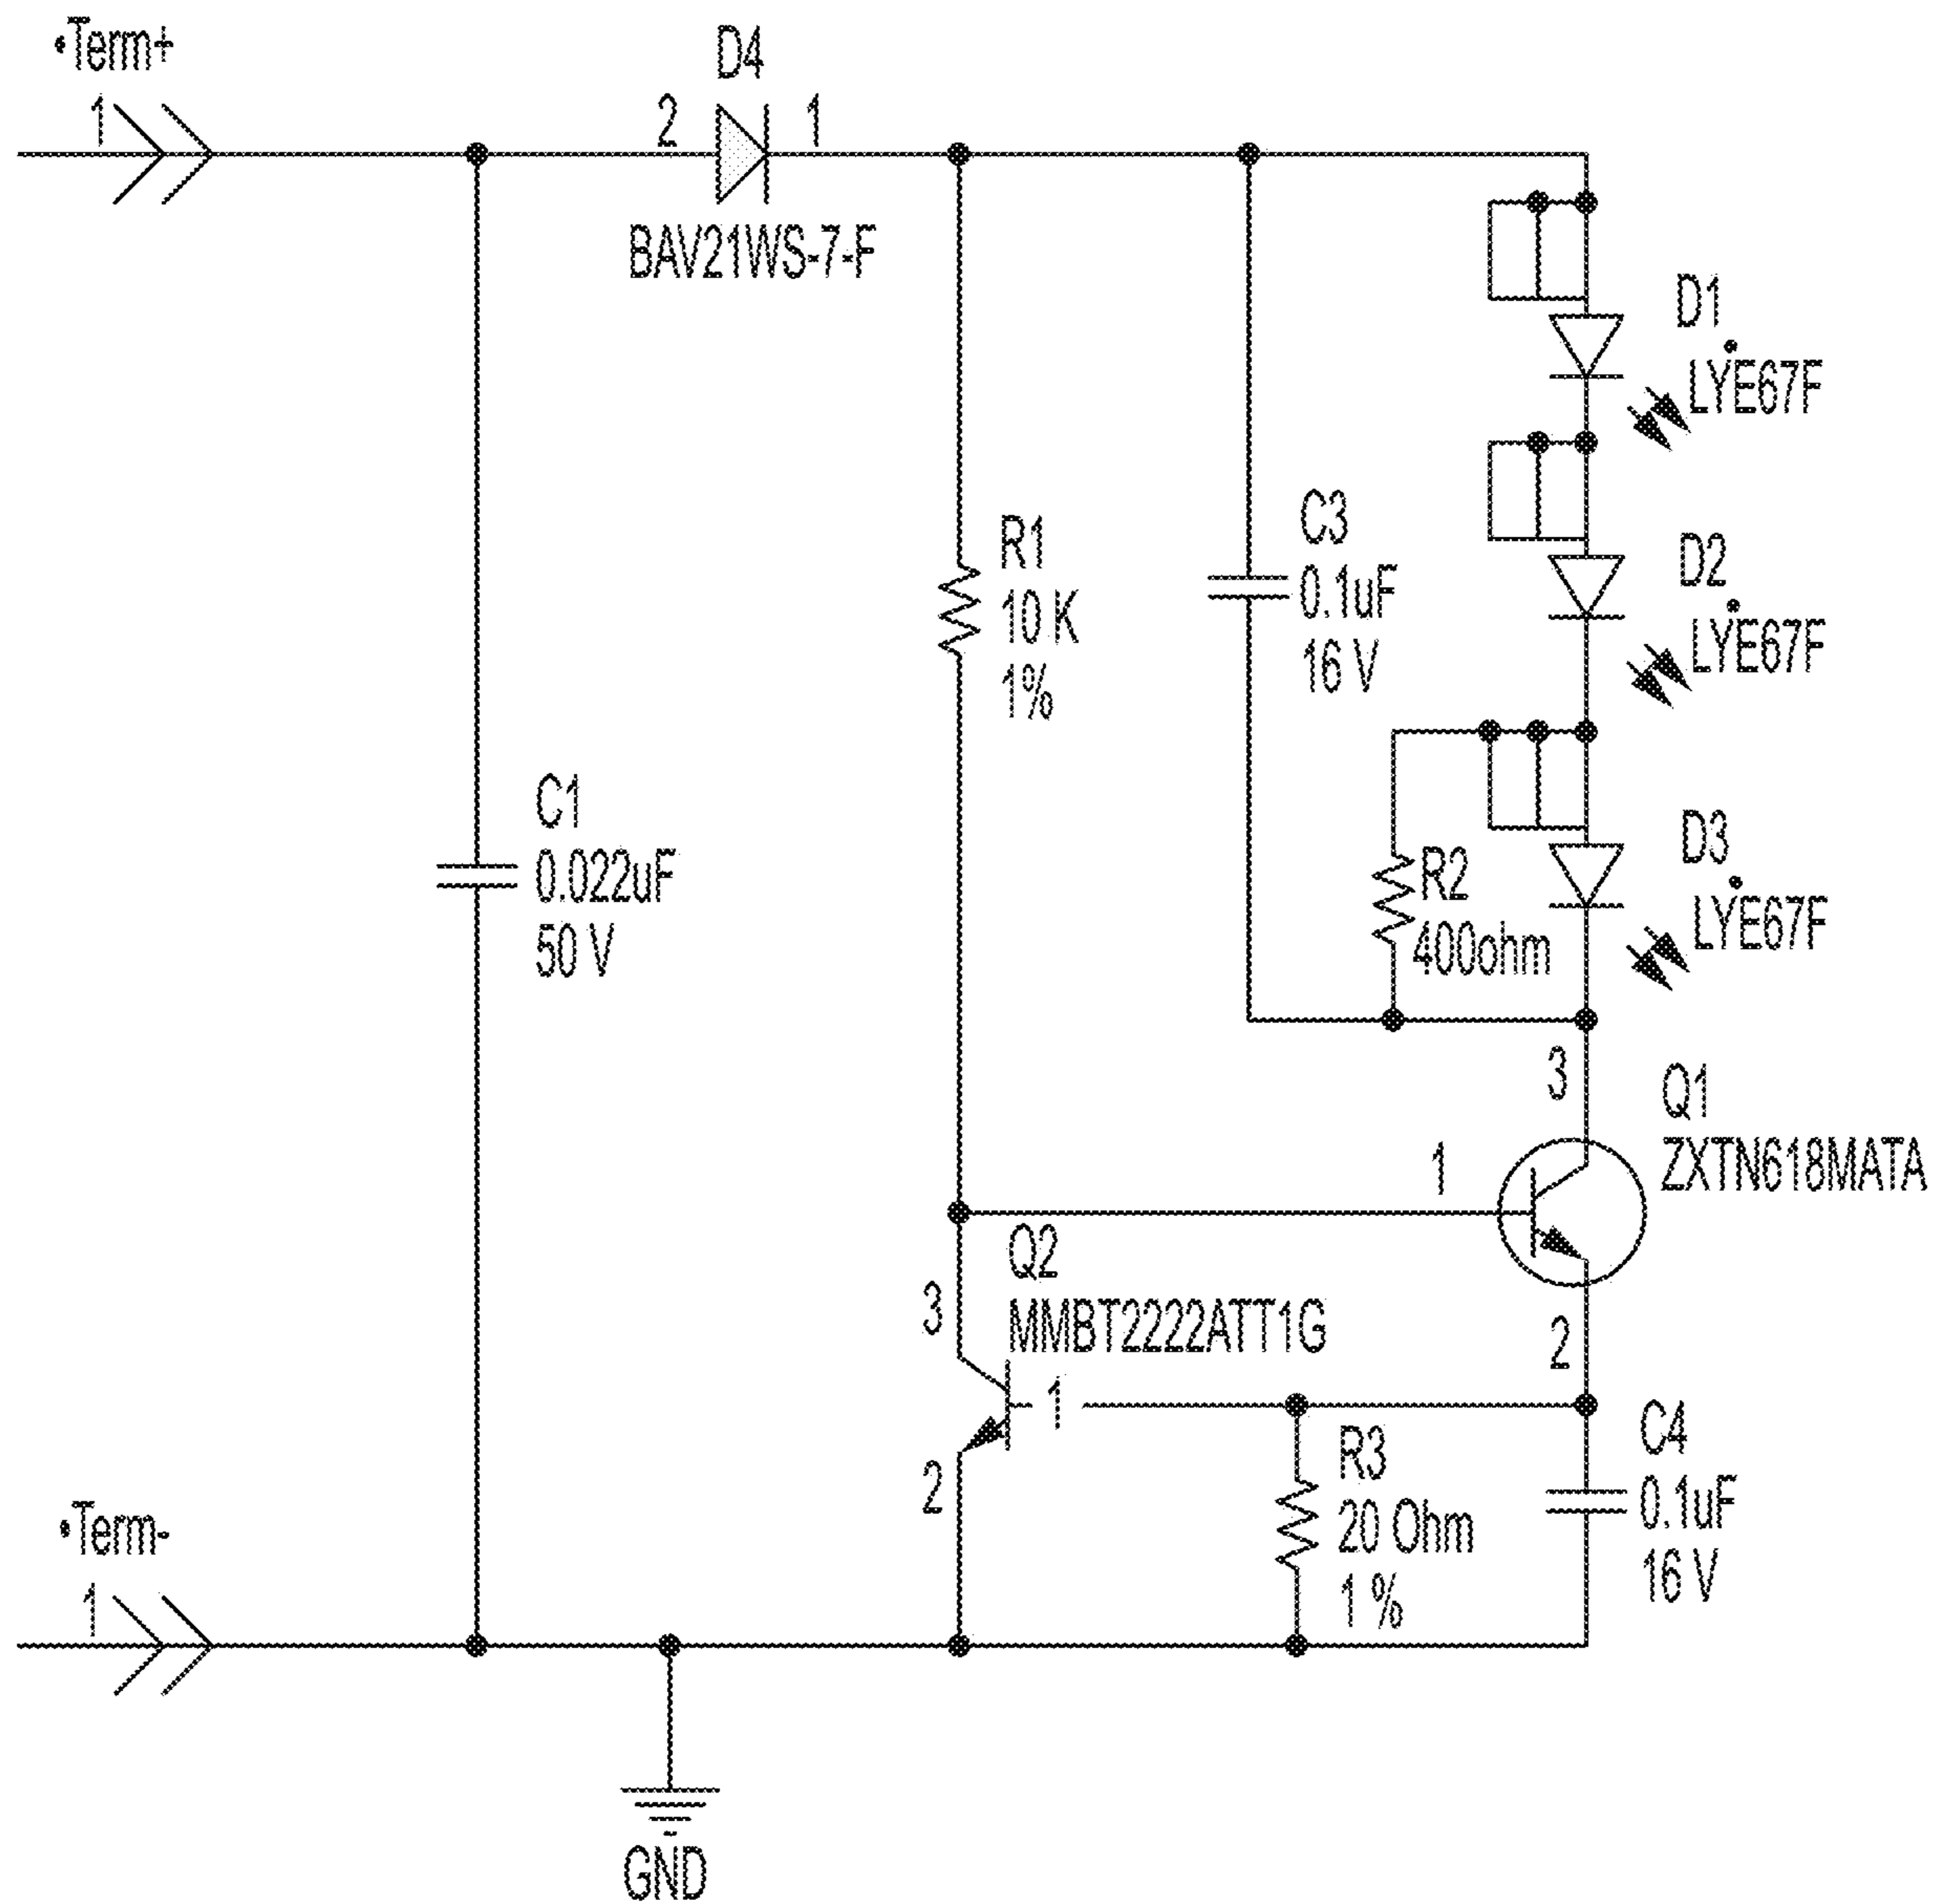 •Term+
1
D4
2
1
BAV21WS-7-F
D1
LYE67F
R1
10 K
1%
C3
0.1uF
16 V
D2
LYE67F
C1
0.022uF
50 V
R2
400ohm
D3
LYE67F
3
Q1
ZXTN618MATA
1
2
Q2
MMBT2222ATT1G
3
1
2
R3
20 Ohm
1 %
C4
0.1uF
16 V
•Term-
1
GND